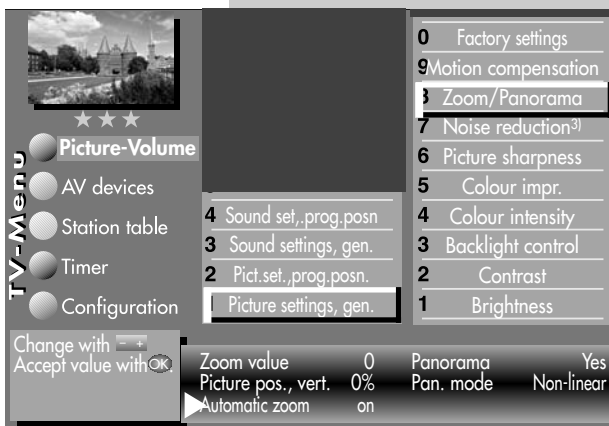 TV-Menu
Picture-Volume
AV devices
Station table
Timer
Configuration
4 Sound set,.prog.posn
3 Sound settings, gen.
2 Pict.set.,prog.posn.
Picture settings, gen.
0 Factory settings
9 Motion compensation
8 Zoom/Panorama
7 Noise reduction3)
6 Picture sharpness
5 Colour impr.
4 Colour intensity
3 Backlight control
2 Contrast
1 Brightness
Change with - +
Accept value with OK.
Zoom value 0 Panorama Yes
Picture pos., vert. 0% Pan. mode Non-linear
Automatic zoom on